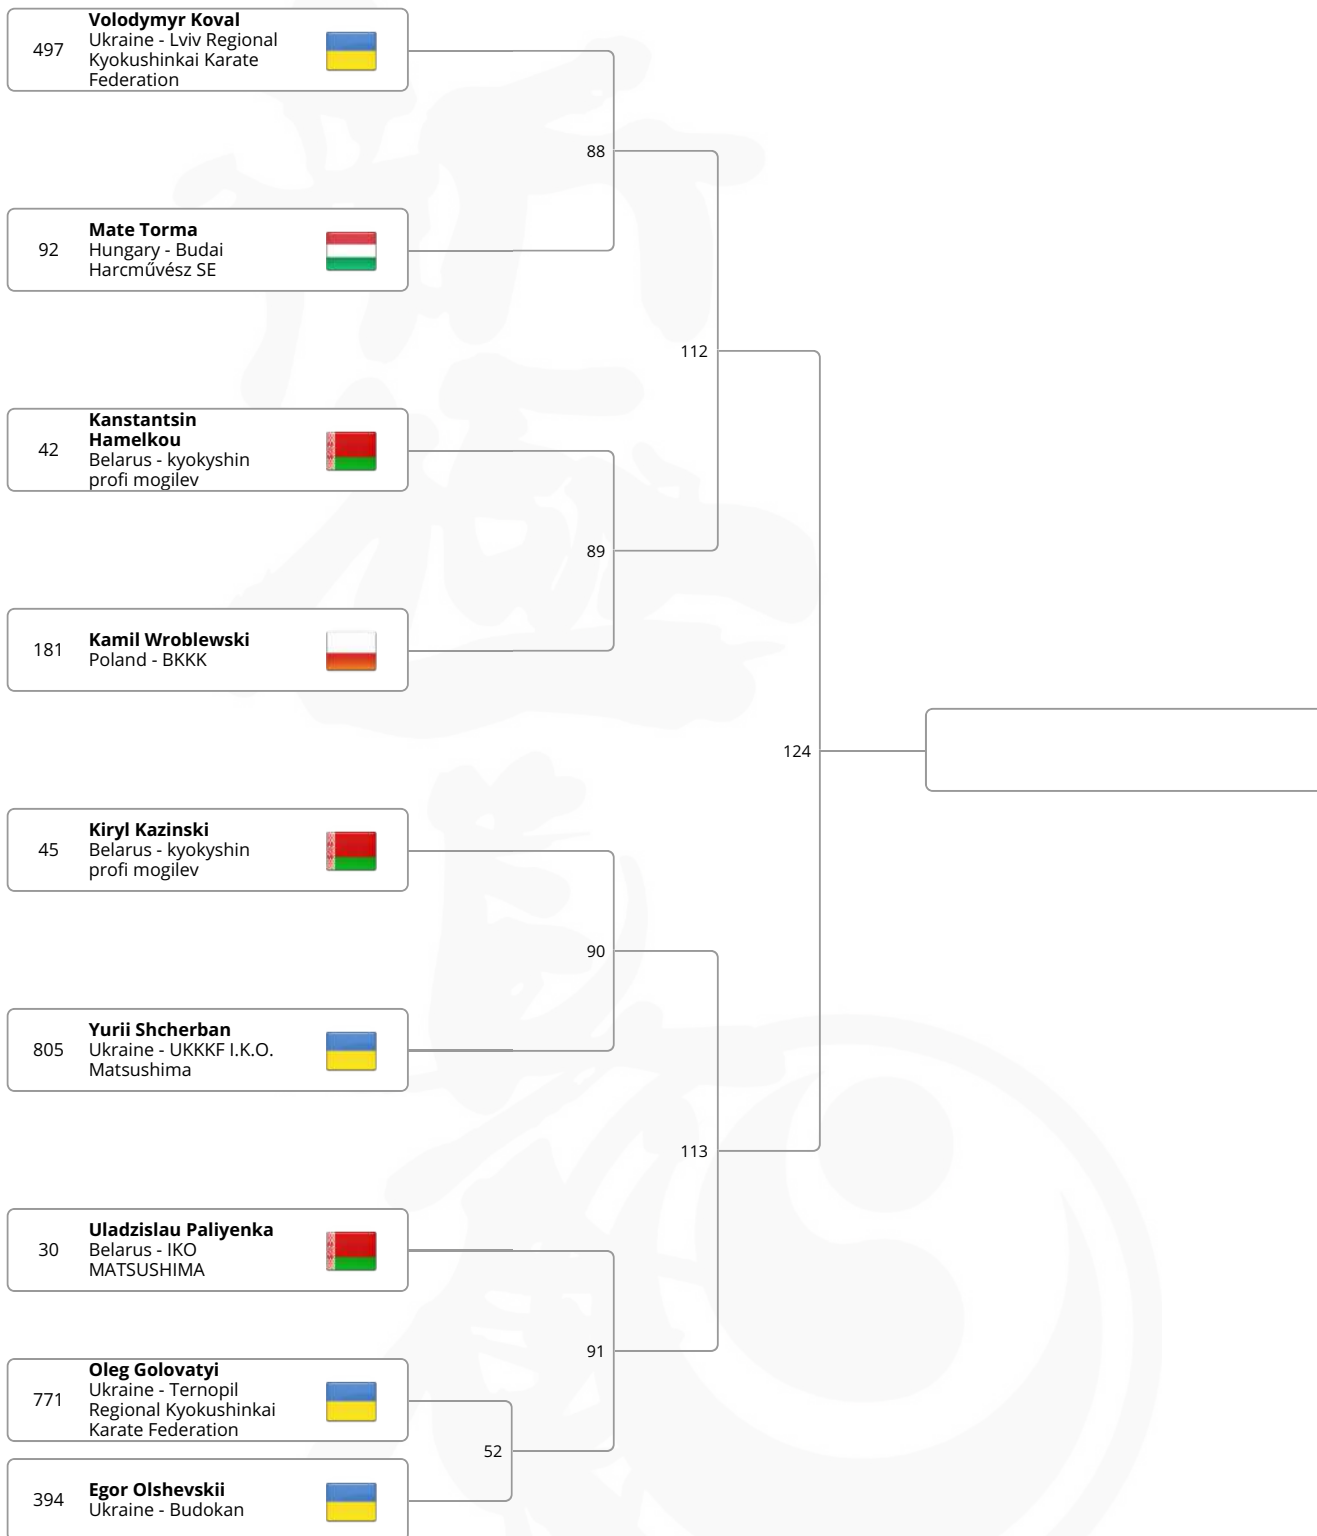 497
Volodymyr Koval
Ukraine - Lviv Regional
Kyokushinkai Karate
Federation
88
92
Mate Torma
Hungary - Budai
Harcművész SE
112
42
Kanstantsin
Hamelkou
Belarus - kyokyshin
profi mogilev
89
181
Kamil Wroblewski
Poland - BKKK
124
45
Kiryl Kazinski
Belarus - kyokyshin
profi mogilev
90
805
Yurii Shcherban
Ukraine - UKKKF I.K.O.
Matsushima
113
30
Uladzislau Paliyenka
Belarus - IKO
MATSUSHIMA
91
771
Oleg Golovatyi
Ukraine - Ternopil
Regional Kyokushinkai
Karate Federation
52
394
Egor Olshevskii
Ukraine - Budokan